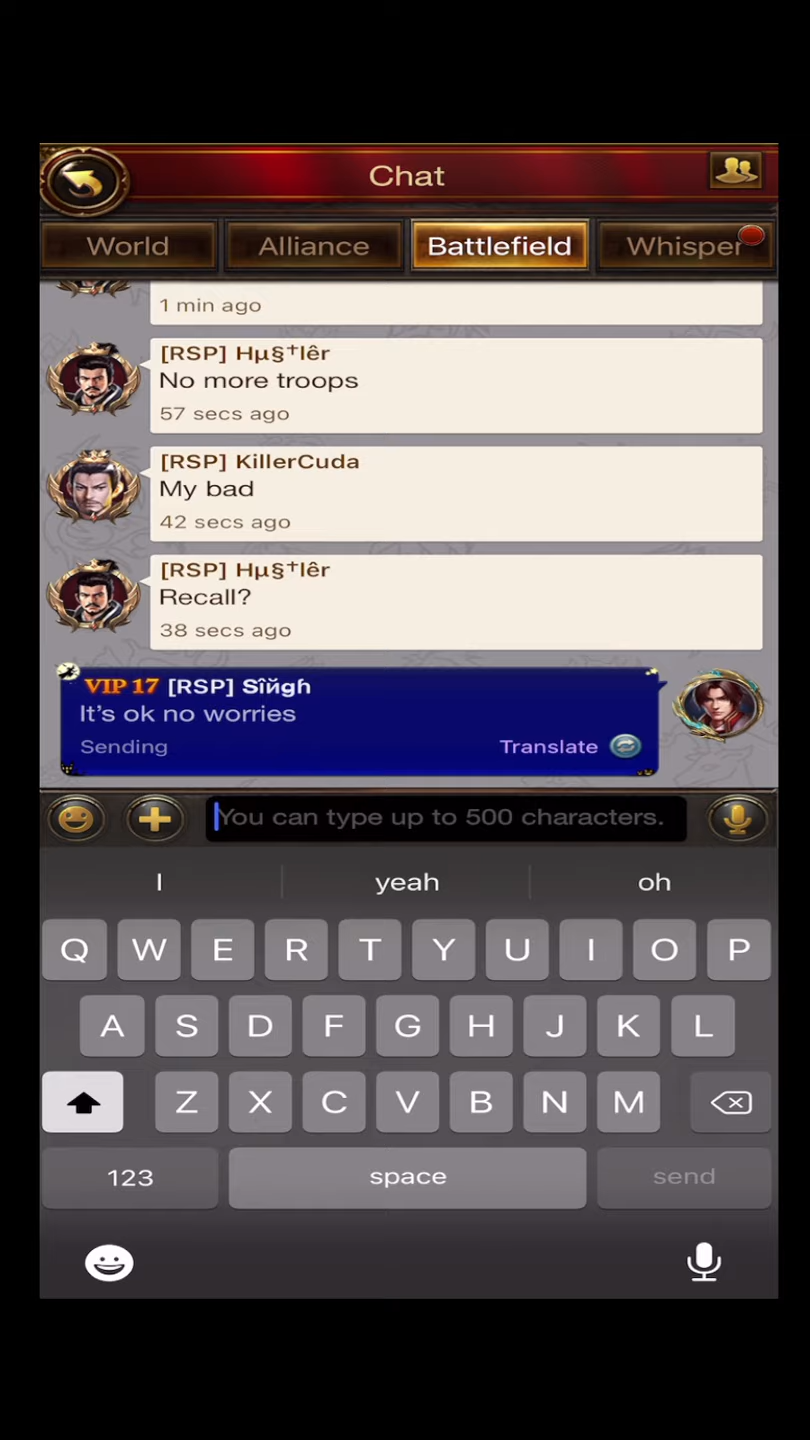 Chat
World Alliance Battlefield Whisper
1 min ago
[RSP] Hµ§†lêr
No more troops
57 secs ago
[RSP] KillerCuda
My bad
42 secs ago
[RSP] Hµ§†lêr
Recall?
38 secs ago
VIP 17 [RSP] Sîйgɦ
It's ok no worries
Sending Translate
You can type up to 500 characters.
I yeah oh
Q W E R T Y U I O P
A S D F G H J K L
Z X C V B N M
123 space send